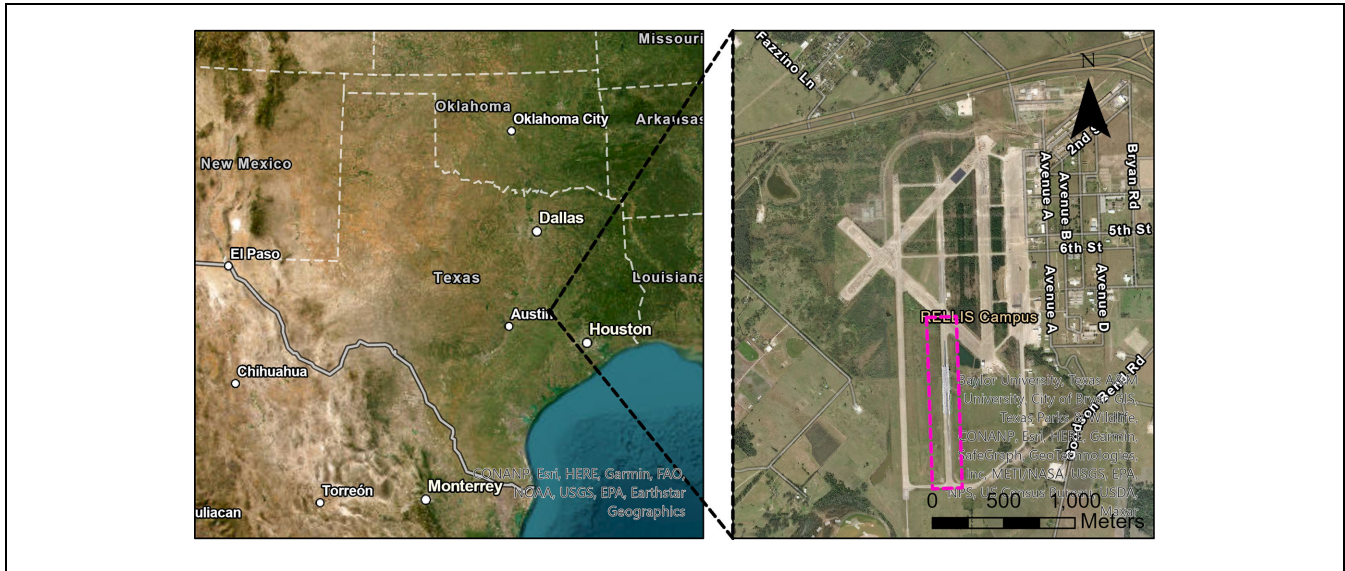 Missouri
Oklahoma
Oklahoma City
Arkansas
New Mexico
Dallas
El Paso
Texas
Louisiana
Austin
Houston
Chihuahua
Torreón
Monterrey
uliacan
CONANP, Esri, HERE, Garmin, FAO,
NOAA, USGS, EPA, Earthstar
Geographics
Fazzino Ln
N
2nd S
Avenue A
Avenue B
Bryan Rd
5th St
6th St
Avenue A
Avenue D
RELLIS Campus
Thompson Bend Rd
Baylor University, Texas A&M
University, City of Bryan GIS,
Texas Parks & Wildlife,
CONANP, Esri, HERE, Garmin,
SafeGraph, GeoTechnologies,
Inc, METI/NASA, USGS, EPA,
NPS, US Census Bureau, USDA,
Maxar
0 500 1,000
Meters